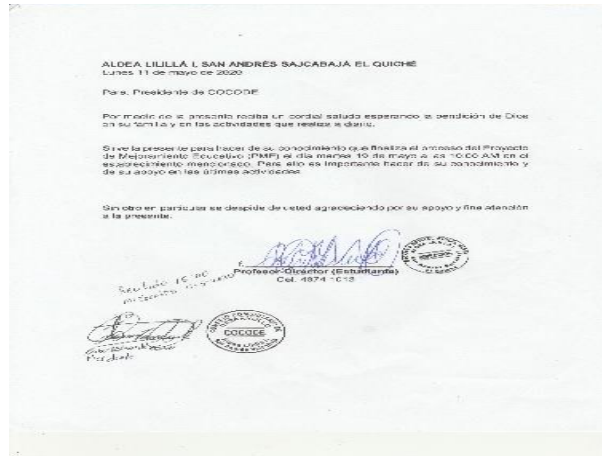 ALDEA LILILLÁ I, SAN ANDRÉS SAJCABAJÁ EL QUICHÉ
Lunes 11 de mayo de 2020
Para: Presidente de COCODE
Por medio de la presente reciba un cordial saludo esperando la bendición de Dios
en su familia y en las actividades que realiza a diario.
Sirve la presente para hacer de su conocimiento que finaliza el proceso del Proyecto
de Mejoramiento Educativo (PME) el día martes 19 de mayo a las 10:00 AM en el
establecimiento mencionado. Para ello es importante hacer de su conocimiento y
de su apoyo en las últimas actividades.
Sin otro en particular se despide de usted agradeciendo por su apoyo y fina atención
a la presente.
Profesor-Director (Estudiante)
Cel. 4874 1013
COCODE